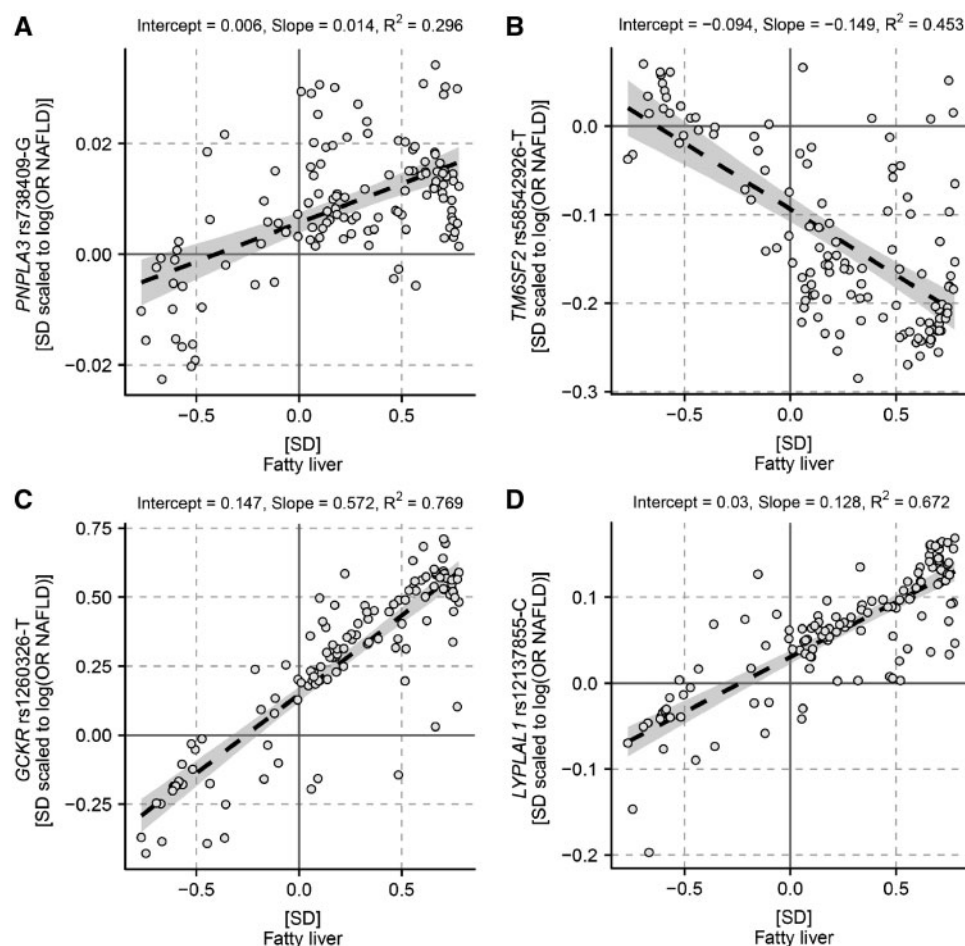 A
Intercept = 0.006, Slope = 0.014, R² = 0.296
PNPLA3 rs738409-G
[SD scaled to log(OR NAFLD)]
0.02
0.00
−0.02
−0.5
0.0
0.5
[SD]
Fatty liver
B
Intercept = −0.094, Slope = −0.149, R² = 0.453
TM6SF2 rs58542926-T
[SD scaled to log(OR NAFLD)]
0.0
−0.1
−0.2
−0.3
−0.5
0.0
0.5
[SD]
Fatty liver
C
Intercept = 0.147, Slope = 0.572, R² = 0.769
GCKR rs1260326-T
[SD scaled to log(OR NAFLD)]
0.75
0.50
0.25
0.00
−0.25
−0.5
0.0
0.5
[SD]
Fatty liver
D
Intercept = 0.03, Slope = 0.128, R² = 0.672
LYPLAL1 rs12137855-C
[SD scaled to log(OR NAFLD)]
0.1
0.0
−0.1
−0.2
−0.5
0.0
0.5
[SD]
Fatty liver